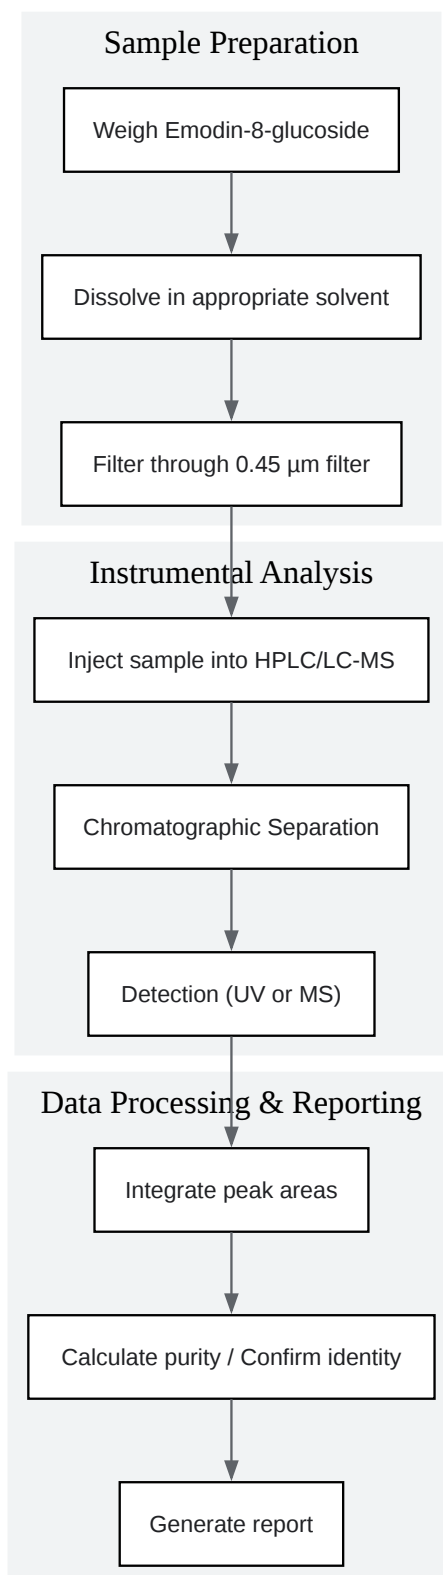 Sample Preparation
Weigh Emodin-8-glucoside
Dissolve in appropriate solvent
Filter through 0.45 µm filter
Instrumental Analysis
Inject sample into HPLC/LC-MS
Chromatographic Separation
Detection (UV or MS)
Data Processing & Reporting
Integrate peak areas
Calculate purity / Confirm identity
Generate report